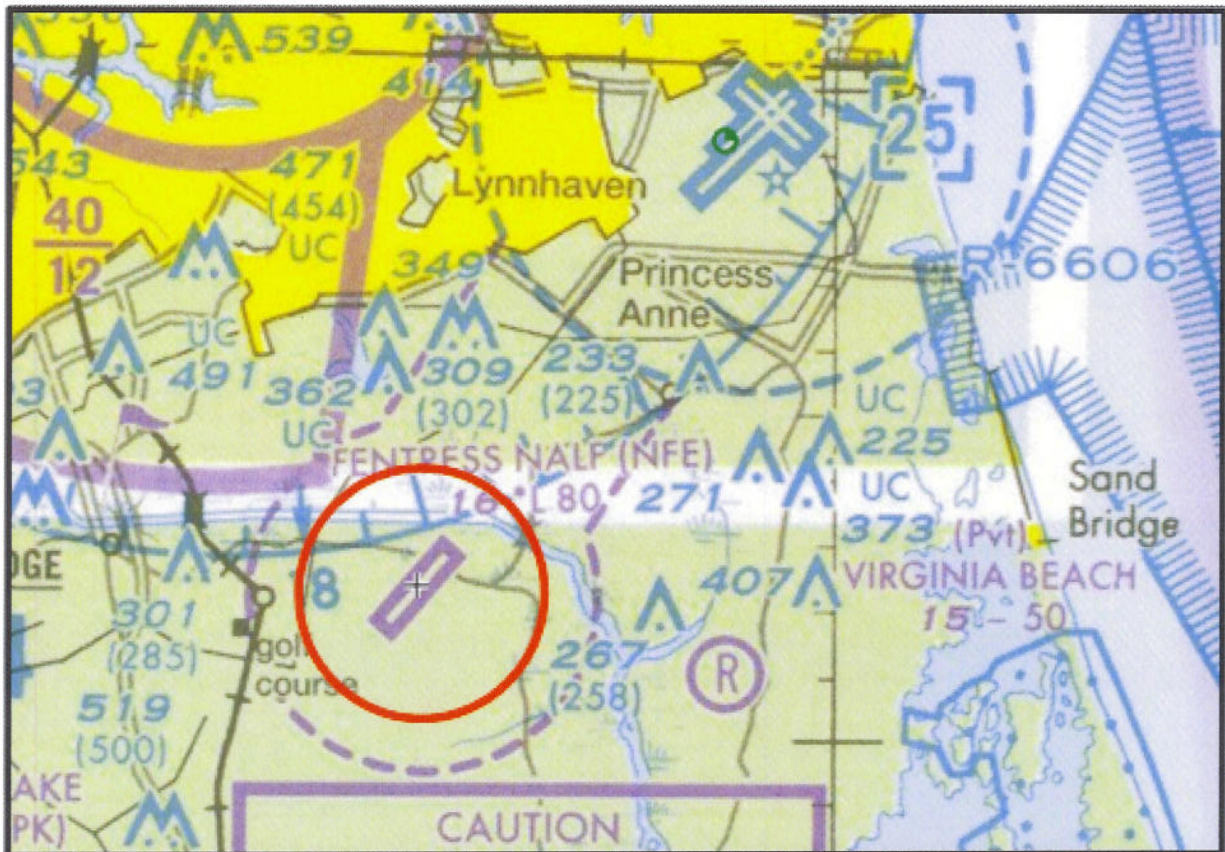 539
414
543
471
(454)
UC
Lynnhaven
25
40
12
349
Princess
Anne
R-6606
UC
491
309
(302)
233
(225)
362
UC
UC
225
FENTRESS NALF (NFE)
16 L 80
271
UC
373
(Pvt)
Sand
Bridge
VIRGINIA BEACH
15 - 50
407
18
301
(285)
golf
course
267
(258)
R
519
(500)
CAUTION
G